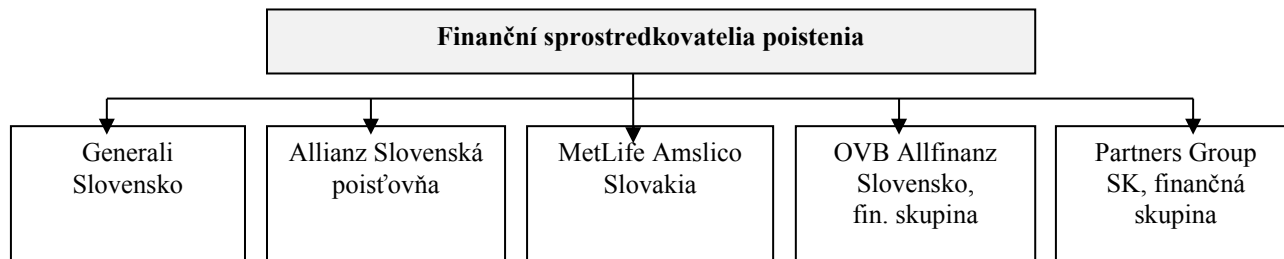 Finanční sprostredkovatelia poistenia
Generali
Slovensko
Allianz Slovenská
poisťovňa
MetLife Amslico
Slovakia
OVB Allfinanz
Slovensko,
fin. skupina
Partners Group
SK, finančná
skupina